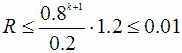 R ≤ 0.8^{k+1}/0.2 · 1.2 ≤ 0.01